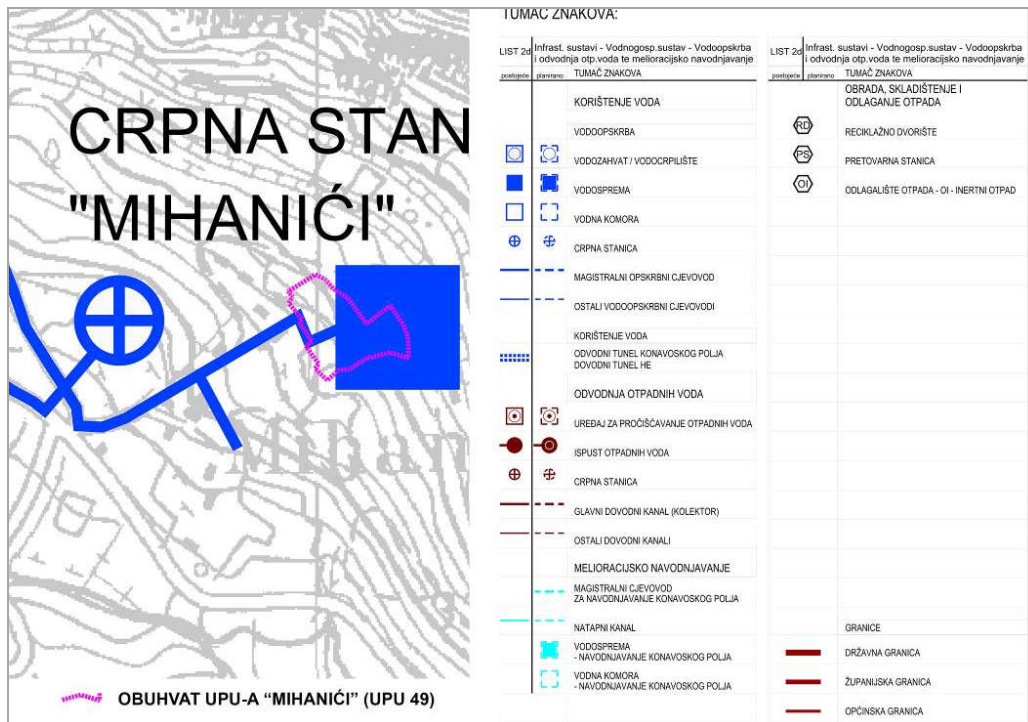 CRPNA STAN
"MIHANIĆI"
OBUHVAT UPU-A “MIHANIĆI” (UPU 49)
TUMAČ ZNAKOVA:
LIST 2d
Infrast. sustavi - Vodnogosp.sustav - Vodoopskrba
i odvodnja otp.voda te melioracijsko navodnjavanje
postojeće planirano TUMAČ ZNAKOVA
KORIŠTENJE VODA
VODOOPSKRBA
VODOZAHVAT / VODOCRPILIŠTE
VODOSPREMA
VODNA KOMORA
CRPNA STANICA
MAGISTRALNI OPSKRBNI CJEVOVOD
OSTALI VODOOPSKRBNI CJEVOVODI
KORIŠTENJE VODA
ODVODNI TUNEL KONAVOSKOG POLJA
DOVODNI TUNEL HE
ODVODNJA OTPADNIH VODA
UREĐAJ ZA PROČIŠĆAVANJE OTPADNIH VODA
ISPUST OTPADNIH VODA
CRPNA STANICA
GLAVNI DOVODNI KANAL (KOLEKTOR)
OSTALI DOVODNI KANALI
MELIORACIJSKO NAVODNJAVANJE
MAGISTRALNI CJEVOVOD
ZA NAVODNJAVANJE KONAVOSKOG POLJA
NATAPNI KANAL
VODOSPREMA
- NAVODNJAVANJE KONAVOSKOG POLJA
VODNA KOMORA
- NAVODNJAVANJE KONAVOSKOG POLJA
LIST 2d
Infrast. sustavi - Vodnogosp.sustav - Vodoopskrba
i odvodnja otp.voda te melioracijsko navodnjavanje
postojeće planirano TUMAČ ZNAKOVA
OBRADA, SKLADIŠTENJE I
ODLAGANJE OTPADA
RD RECIKLAŽNO DVORIŠTE
PS PRETOVARNA STANICA
OI ODLAGALIŠTE OTPADA - OI - INERTNI OTPAD
GRANICE
DRŽAVNA GRANICA
ŽUPANIJSKA GRANICA
OPĆINSKA GRANICA